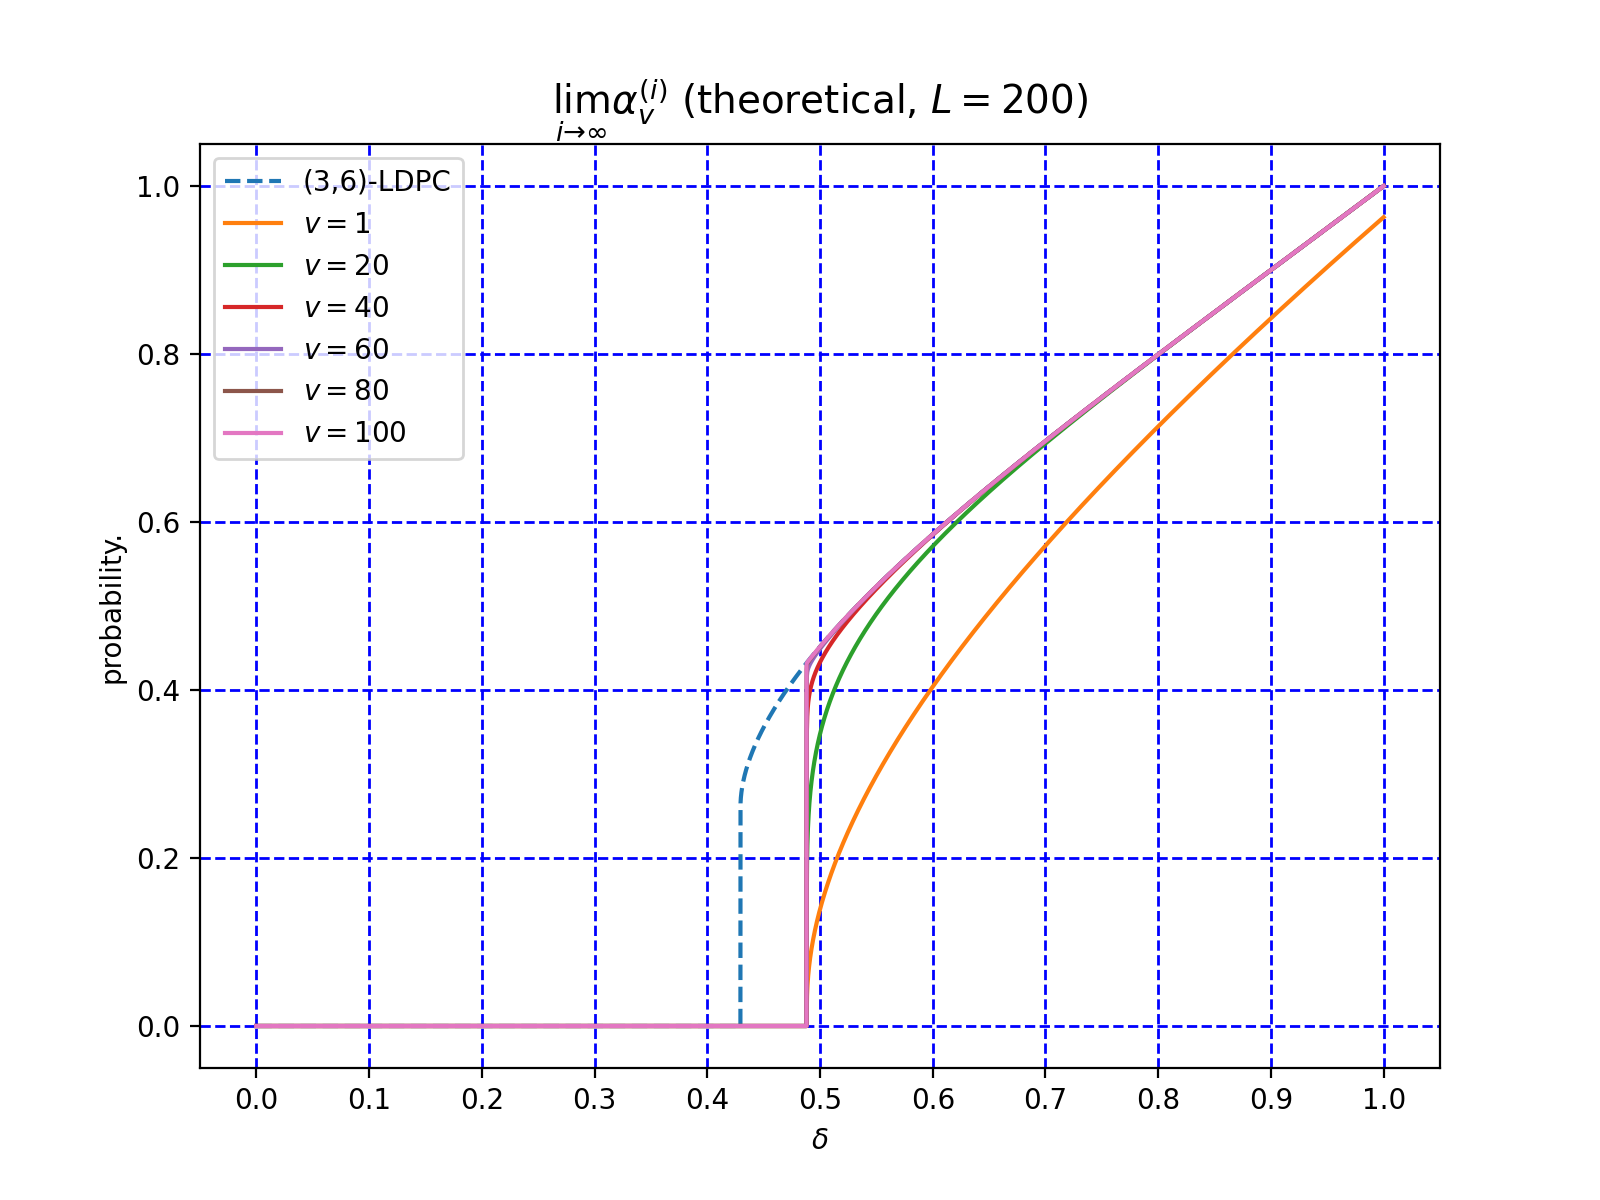 lim α_v^{(i)} (theoretical, L = 200)
i→∞
(3,6)-LDPC
v = 1
v = 20
v = 40
v = 60
v = 80
v = 100
1.0
0.8
0.6
0.4
0.2
0.0
probability.
0.0 0.1 0.2 0.3 0.4 0.5 0.6 0.7 0.8 0.9 1.0
δ